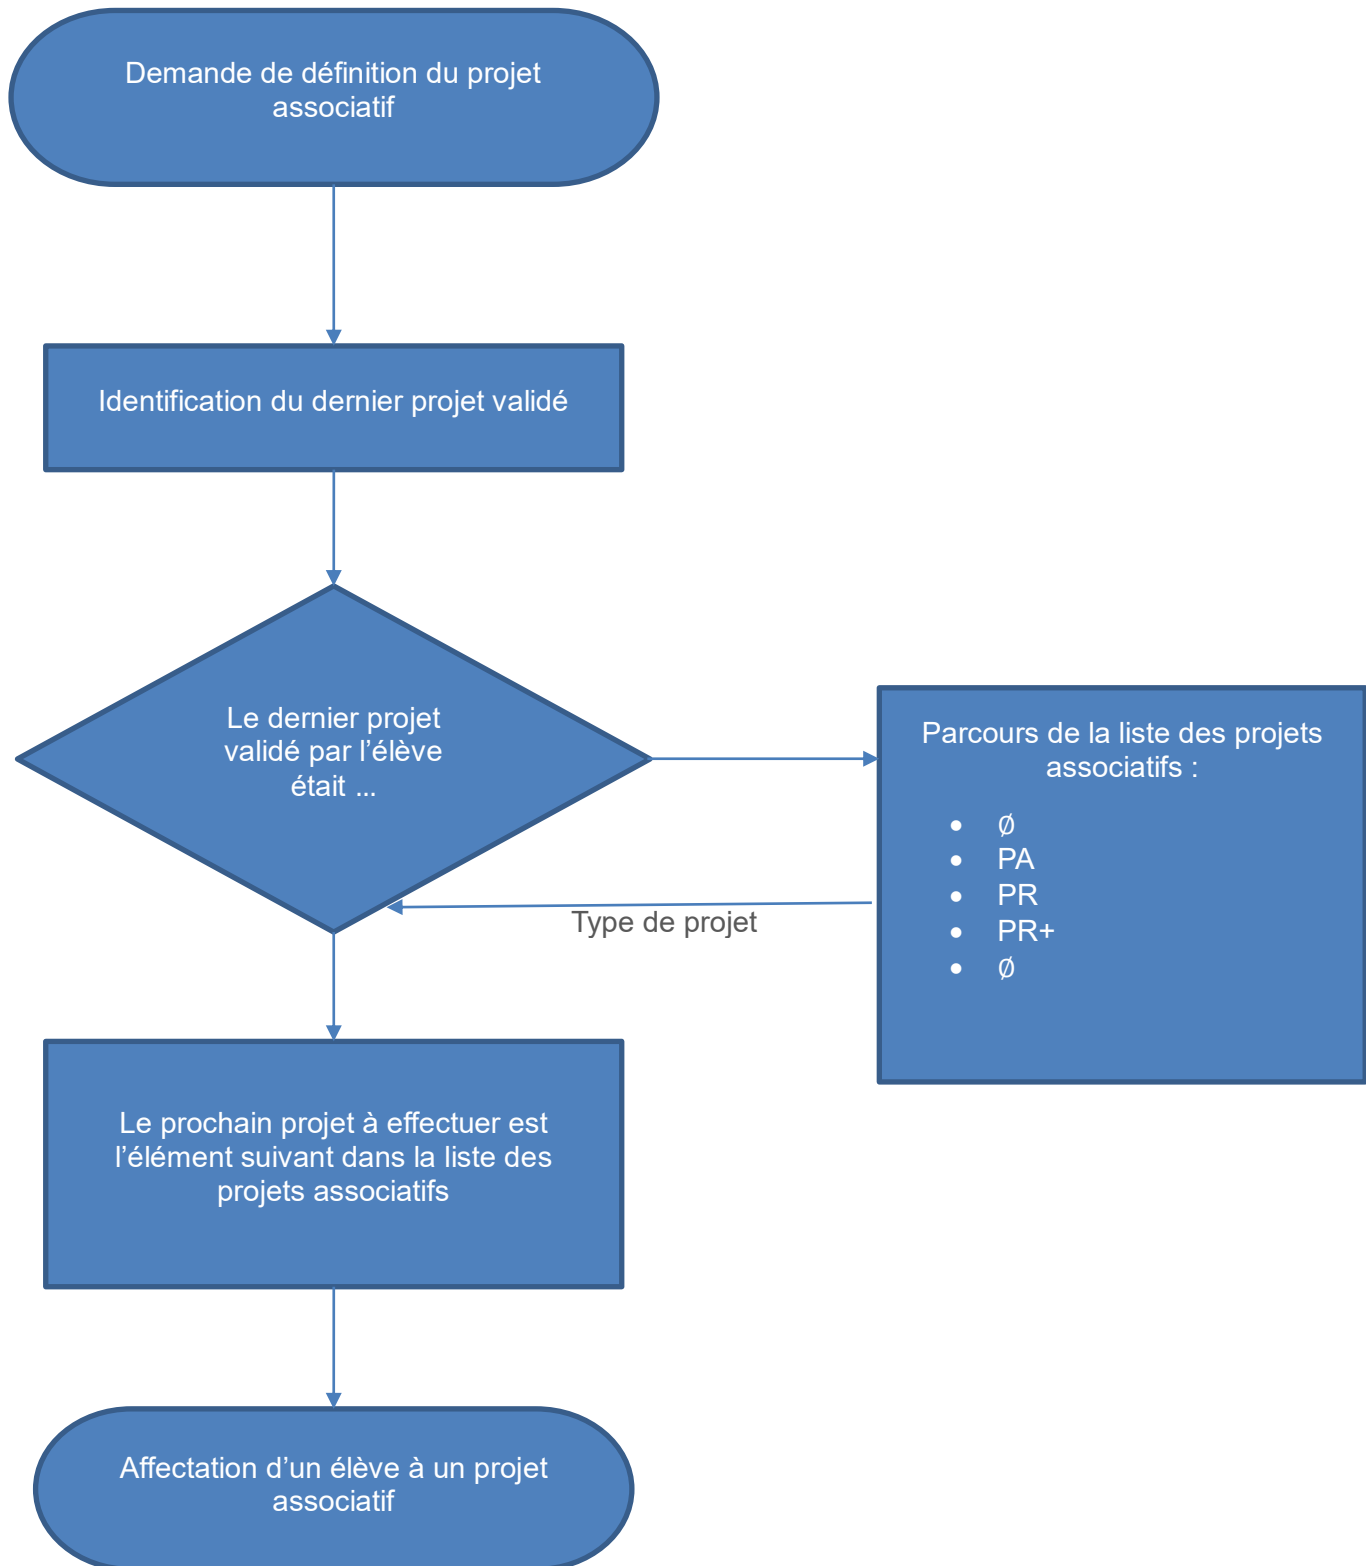 Demande de définition du projet
associatif
Identification du dernier projet validé
Le dernier projet
validé par l’élève
était ...
Parcours de la liste des projets
associatifs :
• ∅
• PA
• PR
• PR+
• ∅
Type de projet
Le prochain projet à effectuer est
l’élément suivant dans la liste des
projets associatifs
Affectation d’un élève à un projet
associatif